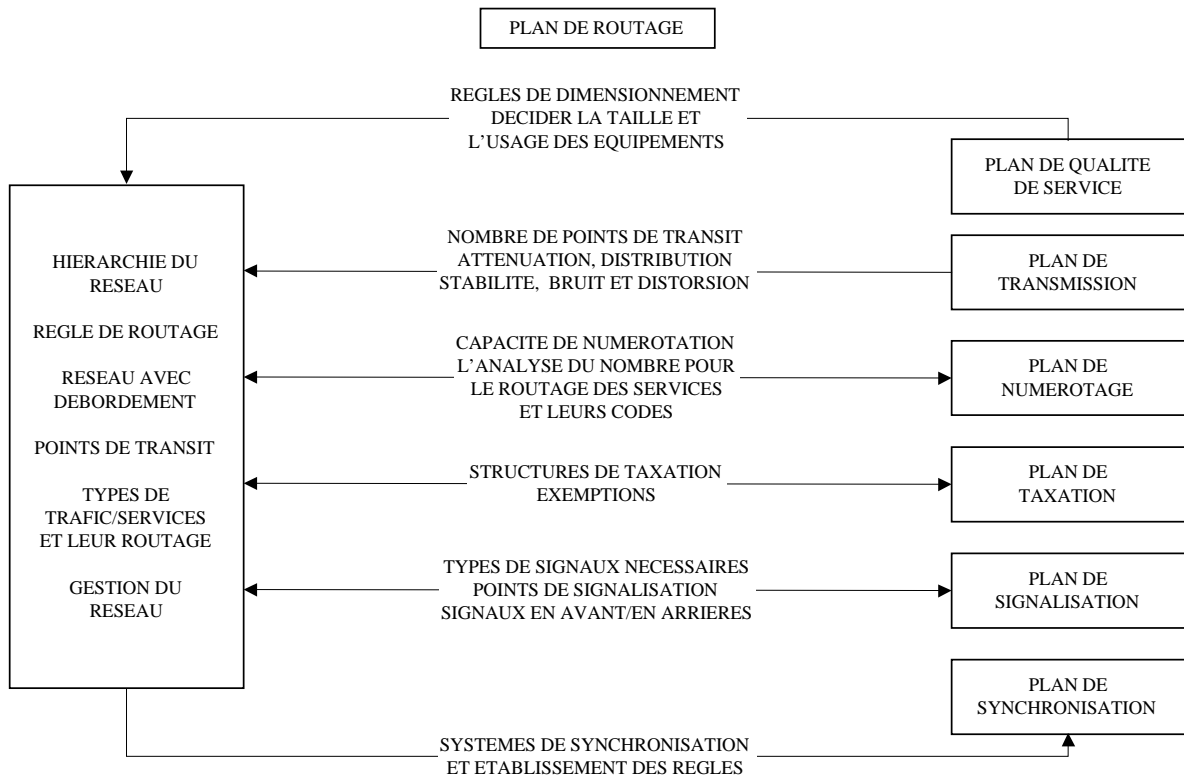 PLAN DE ROUTAGE
REGLES DE DIMENSIONNEMENT
DECIDER LA TAILLE ET
L’USAGE DES EQUIPEMENTS
PLAN DE QUALITE
DE SERVICE
HIERARCHIE DU
RESEAU
REGLE DE ROUTAGE
RESEAU AVEC
DEBORDEMENT
POINTS DE TRANSIT
TYPES DE
TRAFIC/SERVICES
ET LEUR ROUTAGE
GESTION DU
RESEAU
NOMBRE DE POINTS DE TRANSIT
ATTENUATION, DISTRIBUTION
STABILITE, BRUIT ET DISTORSION
PLAN DE
TRANSMISSION
CAPACITE DE NUMEROTATION
L’ANALYSE DU NOMBRE POUR
LE ROUTAGE DES SERVICES
ET LEURS CODES
PLAN DE
NUMEROTAGE
STRUCTURES DE TAXATION
EXEMPTIONS
PLAN DE
TAXATION
TYPES DE SIGNAUX NECESSAIRES
POINTS DE SIGNALISATION
SIGNAUX EN AVANT/EN ARRIERES
PLAN DE
SIGNALISATION
PLAN DE
SYNCHRONISATION
SYSTEMES DE SYNCHRONISATION
ET ETABLISSEMENT DES REGLES